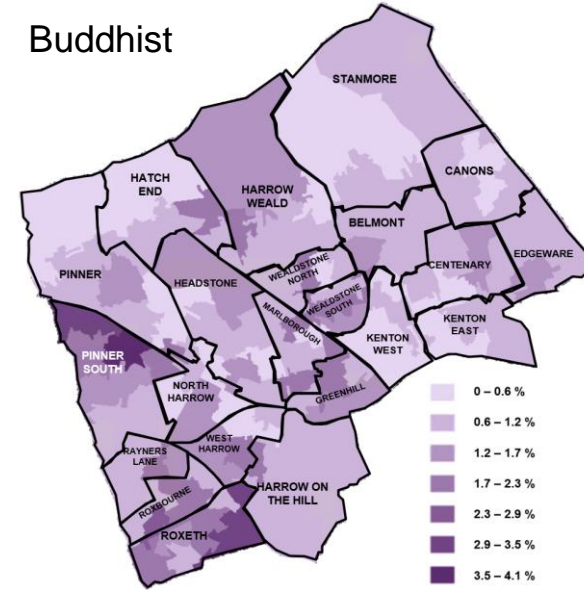 Buddhist
STANMORE
CANONS
HATCH
END
HARROW
WEALD
BELMONT
EDGEWARE
PINNER
HEADSTONE
WEALDSTONE
NORTH
CENTENARY
WEALDSTONE
SOUTH
MARLBOROUGH
KENTON
EAST
KENTON
WEST
PINNER
SOUTH
NORTH
HARROW
GREENHILL
WEST
HARROW
RAYNERS
LANE
HARROW ON
THE HILL
ROXBOURNE
ROXETH
0 – 0.6 %
0.6 – 1.2 %
1.2 – 1.7 %
1.7 – 2.3 %
2.3 – 2.9 %
2.9 – 3.5 %
3.5 – 4.1 %